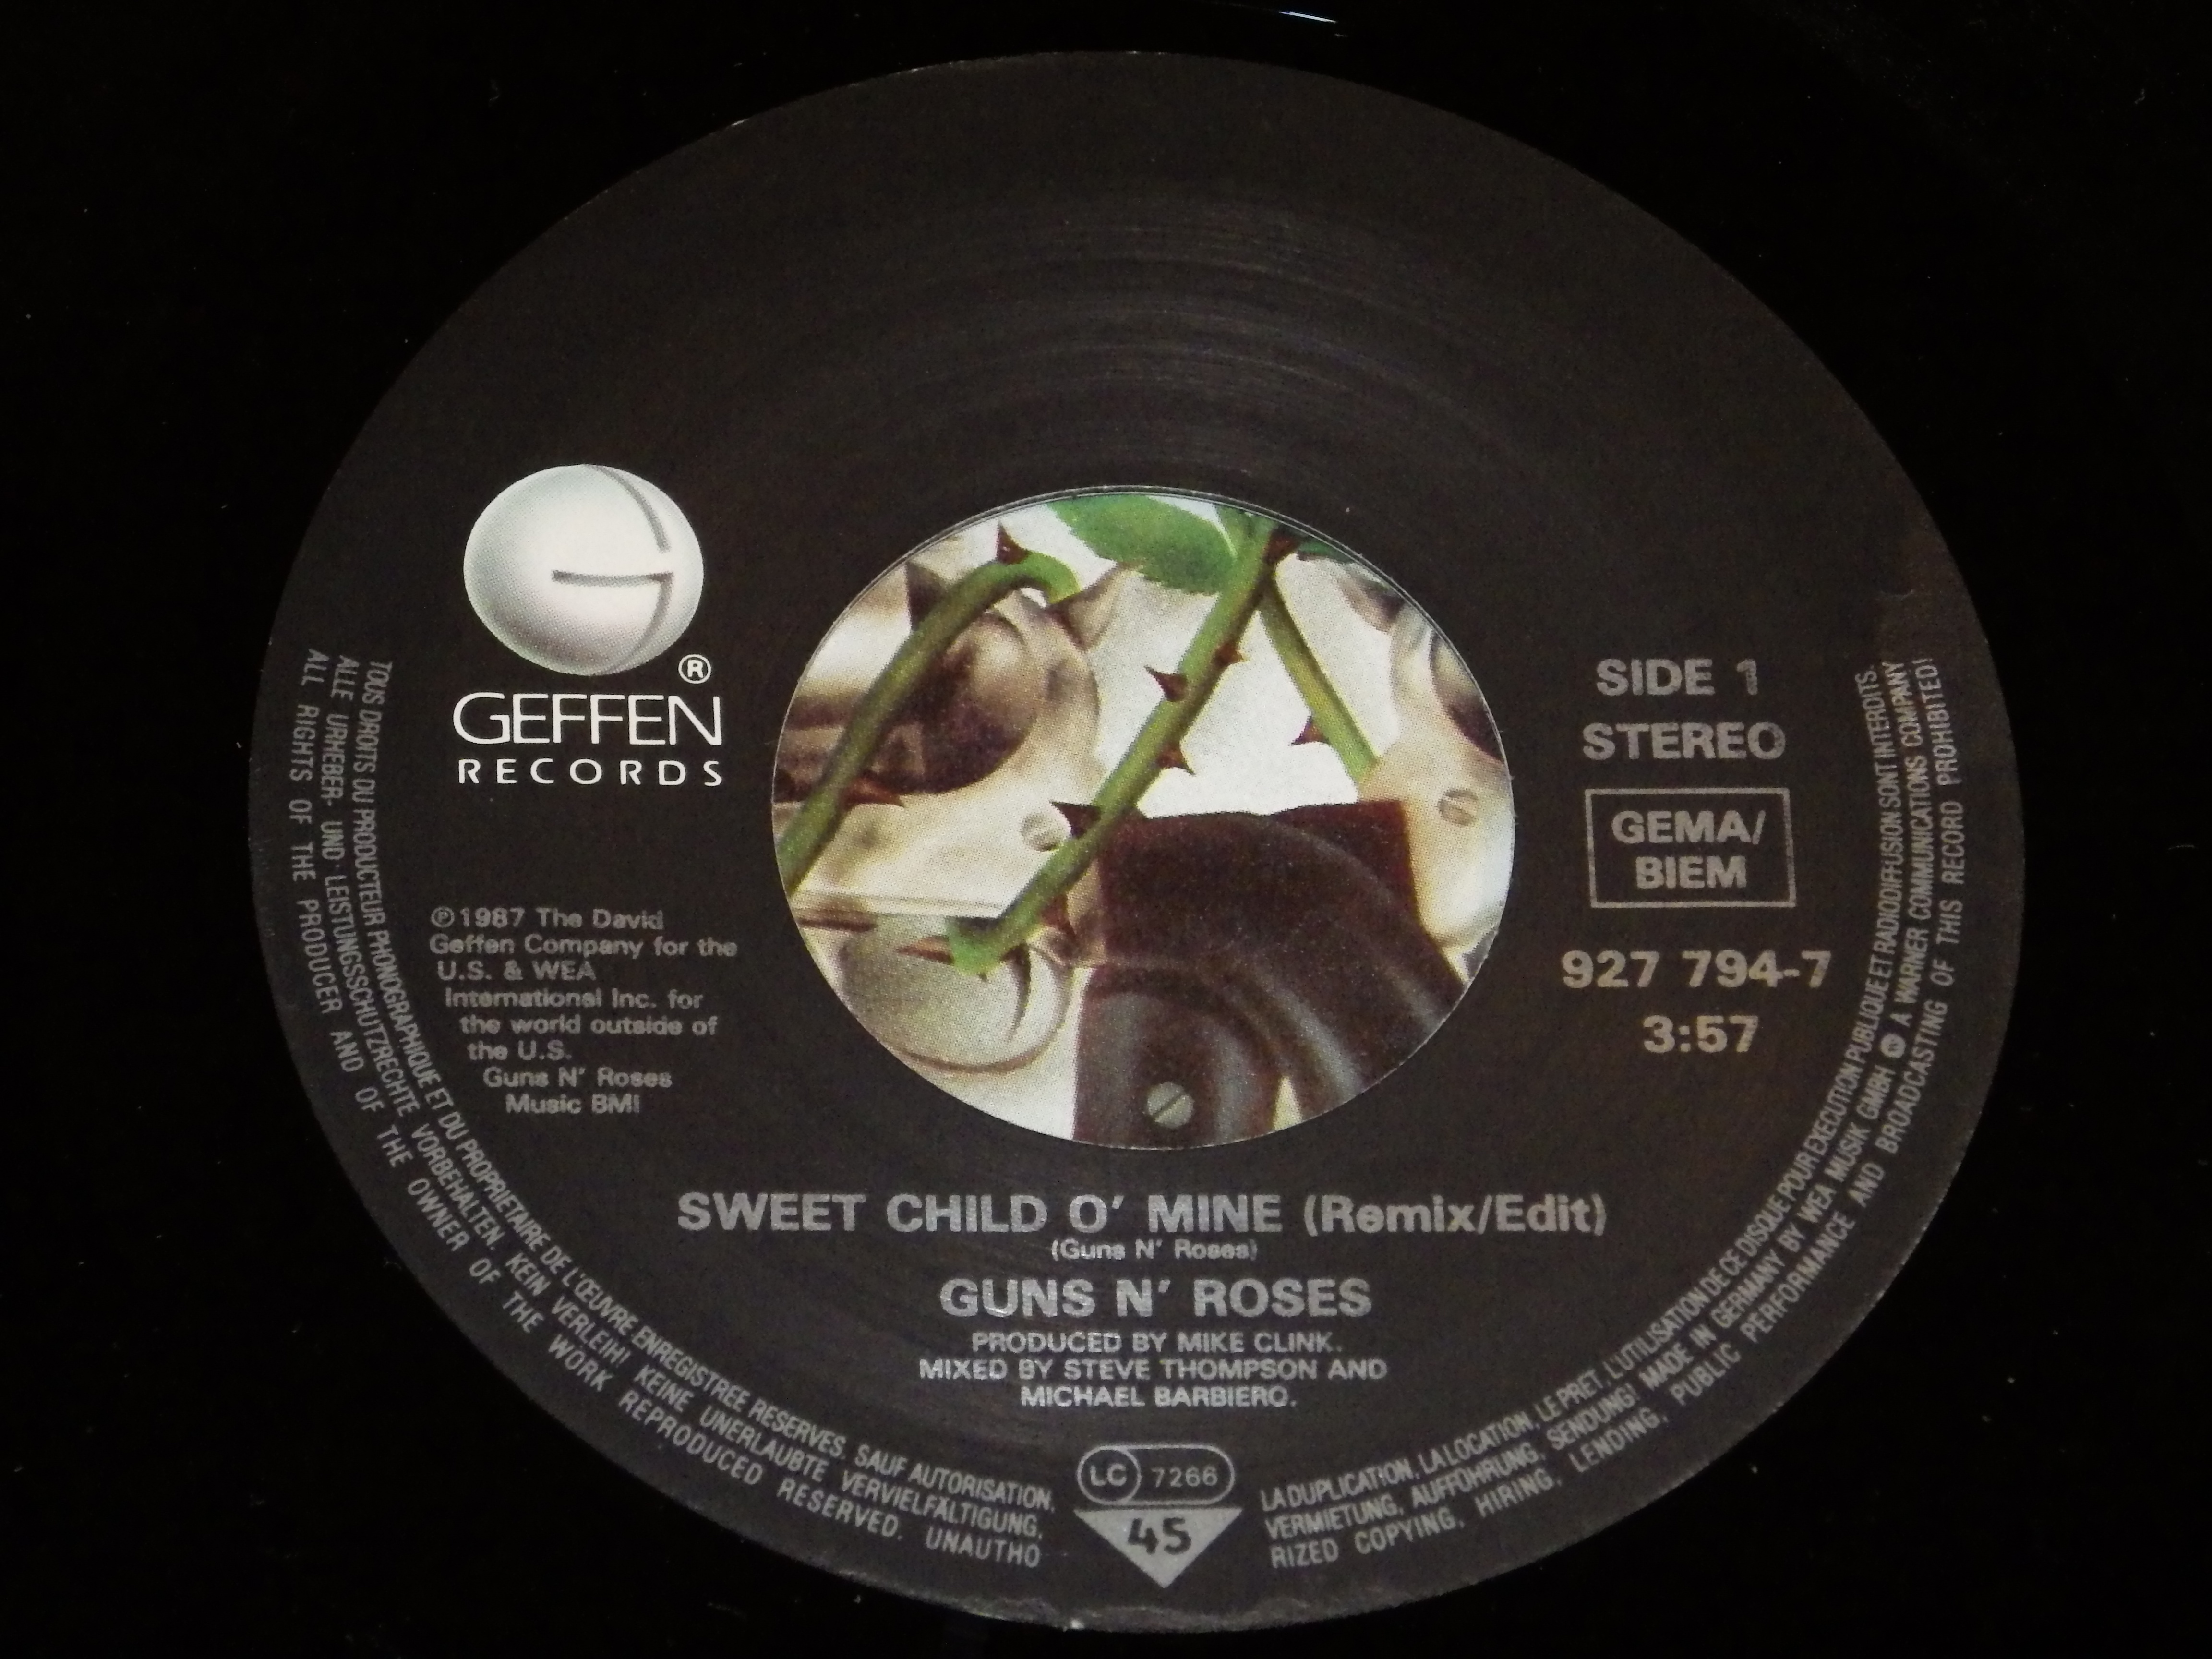 GEFFEN
RECORDS
®
SIDE 1
STEREO
GEMA/
BIEM
927 794-7
3:57
℗1987 The David
Geffen Company for the
U.S. & WEA
International Inc. for
the world outside of
the U.S.
Guns N' Roses
Music BMI
SWEET CHILD O' MINE (Remix/Edit)
(Guns N' Roses)
GUNS N' ROSES
PRODUCED BY MIKE CLINK.
MIXED BY STEVE THOMPSON AND
MICHAEL BARBIERO.
LC 7266
45
TOUS DROITS DU PRODUCTEUR PHONOGRAPHIQUE ET DU PROPRIETAIRE DE L'ŒUVRE ENREGISTREE RESERVES. SAUF AUTORISATION,
LA DUPLICATION, LA LOCATION, LE PRET, L'UTILISATION DE CE DISQUE POUR EXECUTION PUBLIQUE ET RADIODIFFUSION SONT INTERDITS.
ALLE URHEBER- UND LEISTUNGSSCHUTZRECHTE VORBEHALTEN. KEIN VERLEIH! KEINE UNERLAUBTE VERVIELFÄLTIGUNG,
VERMIETUNG, AUFFÜHRUNG, SENDUNG! MADE IN GERMANY BY WEA MUSIK GMBH A WARNER COMMUNICATIONS COMPANY
ALL RIGHTS OF THE PRODUCER AND OF THE OWNER OF THE WORK REPRODUCED RESERVED. UNAUTHO
RIZED COPYING, HIRING, LENDING, PUBLIC PERFORMANCE AND BROADCASTING OF THIS RECORD PROHIBITED!